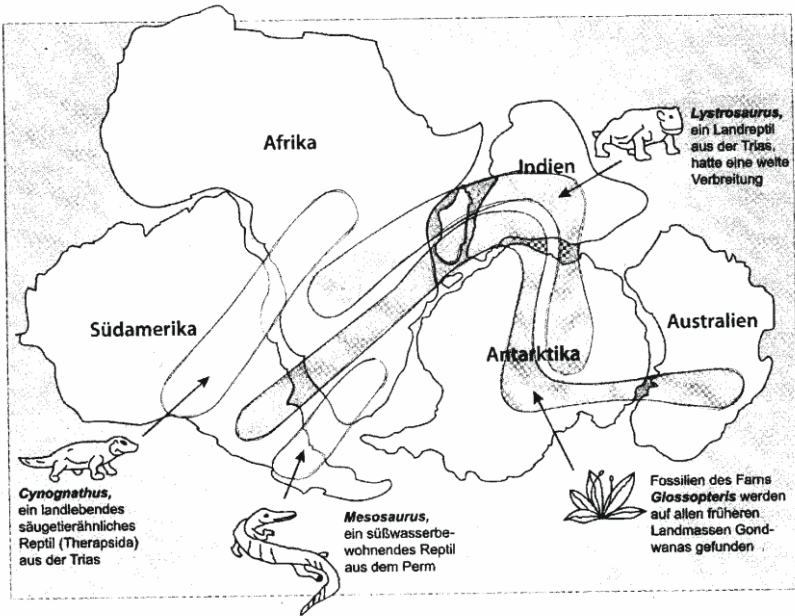 Afrika
Lystrosaurus,
ein Landreptil
aus der Trias,
hatte eine weite
Verbreitung
Indien
Südamerika
Australien
Antarktika
Cynognathus,
ein landlebendes
säugetierähnliches
Reptil (Therapsida)
aus der Trias
Mesosaurus,
ein süßwasserbe-
wohnendes Reptil
aus dem Perm
Fossilien des Farns
Glossopteris werden
auf allen früheren
Landmassen Gond-
wanas gefunden